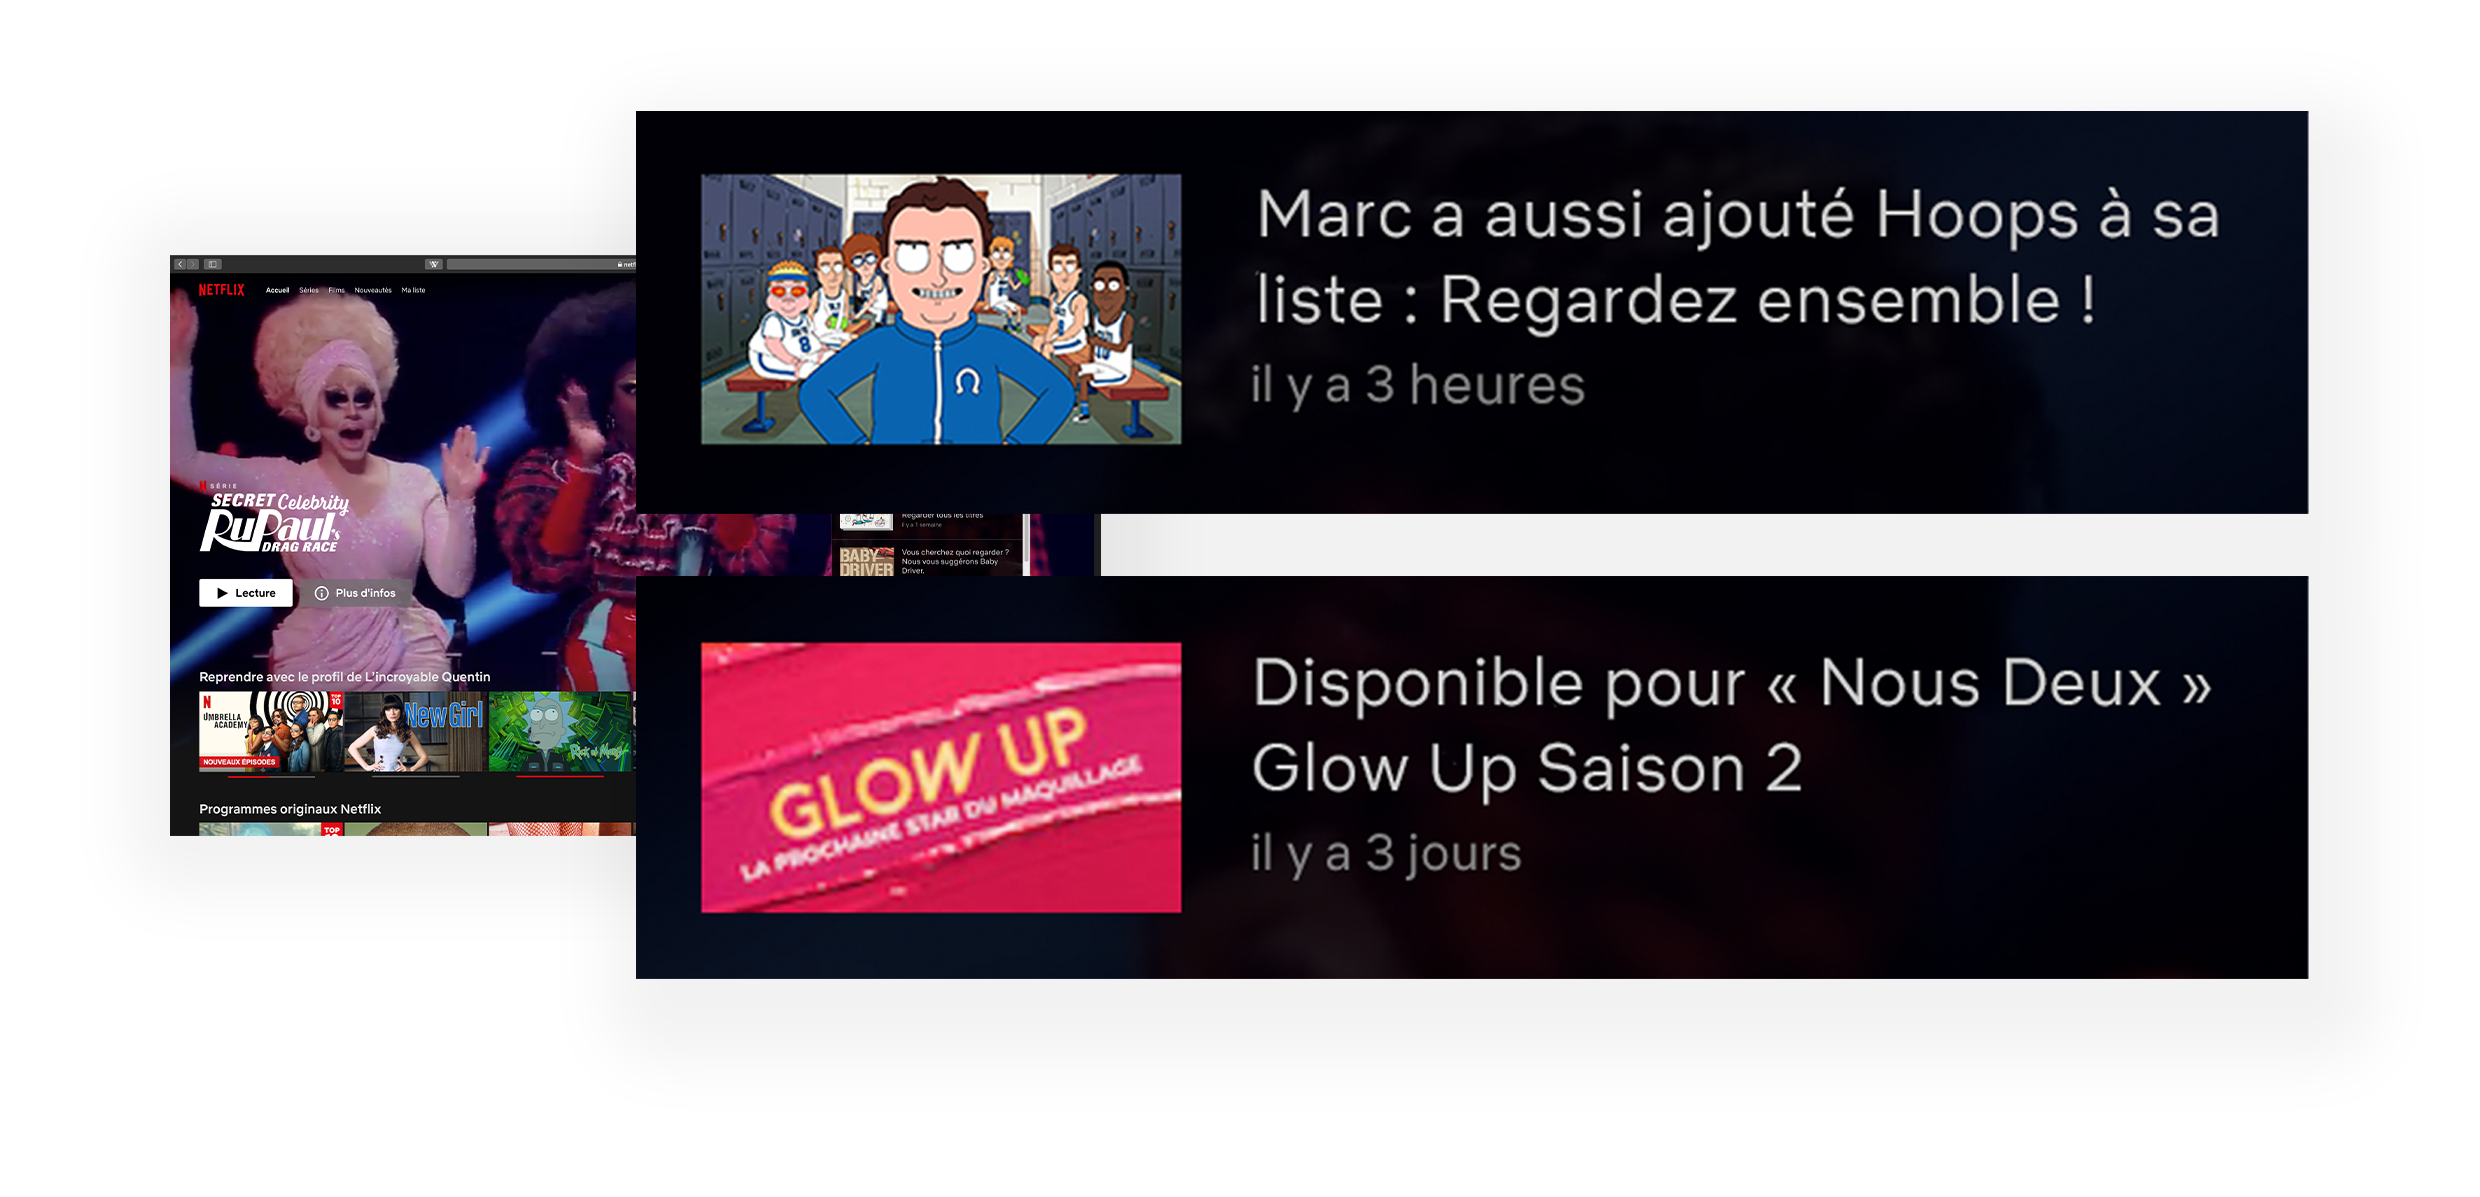 netf
NETFLIX Accueil Séries Films Nouveautés Ma liste
N SÉRIE
SECRET Celebrity
RuPaul's
DRAG RACE
Lecture Plus d'infos
Reprendre avec le profil de L'incroyable Quentin
N
UMBRELLA
ACADEMY
TOP
10
NOUVEAUX ÉPISODES
New Girl
Rick et Morty
Programmes originaux Netflix
TOP
Marc a aussi ajouté Hoops à sa
liste : Regardez ensemble !
il y a 3 heures
Regarder tous les titres
il y a 1 semaine
BABY
DRIVER
Vous cherchez quoi regarder ?
Nous vous suggérons Baby
Driver.
GLOW UP
LA PROCHAINE STAR DU MAQUILLAGE
Disponible pour « Nous Deux »
Glow Up Saison 2
il y a 3 jours